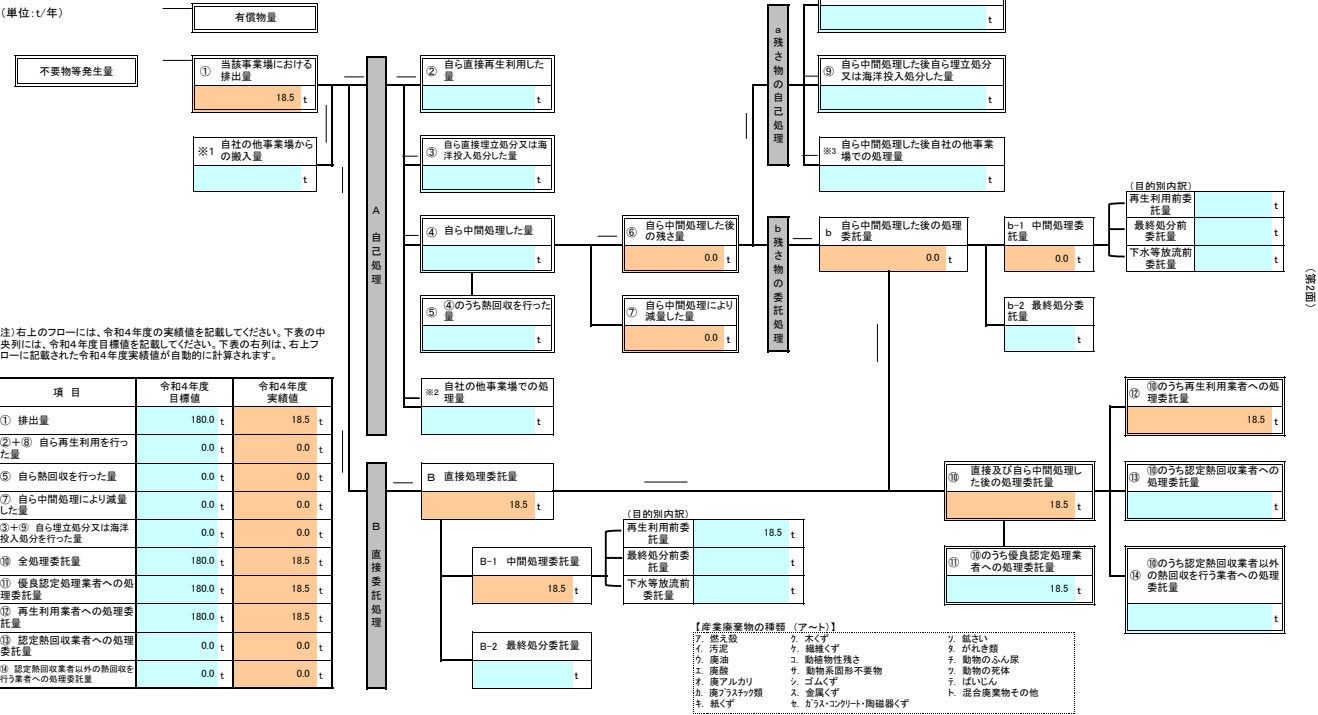 （単位:t/年）
有償物量
不要物等発生量
① 当該事業場における
排出量
18.5 t
※1 自社の他事業場から
の搬入量
t
A
自己処理
② 自ら直接再生利用した
量
t
③ 自ら直接埋立処分又は海
洋投入処分した量
t
④ 自ら中間処理した量
t
⑤ ④のうち熱回収を行った
量
t
※2 自社の他事業場での処
理量
t
⑥ 自ら中間処理した後
の残さ量
0.0 t
⑦ 自ら中間処理により
減量した量
0.0 t
a
残さ物の自己処理
t
⑨ 自ら中間処理した後自ら埋立処分
又は海洋投入処分した量
t
※3 自ら中間処理した後自社の他事業
場での処理量
t
b
残さ物の委託処理
b 自ら中間処理した後の処理
委託量
0.0 t
b-1 中間処理委
託量
0.0 t
（目的別内訳）
再生利用前委
託量 t
最終処分前
委託量 t
下水等放流前
委託量 t
b-2 最終処分委
託量
t
（第2面）
注）右上のフローには、令和4年度の実績値を記載してください。下表の中
央列には、令和4年度目標値を記載してください。下表の右列は、右上フ
ローに記載された令和4年度実績値が自動的に計算されます。
項 目 令和4年度
目標値 令和4年度
実績値
① 排出量 180.0 t 18.5 t
②＋⑧ 自ら再生利用を行っ
た量 0.0 t 0.0 t
⑤ 自ら熱回収を行った量 0.0 t 0.0 t
⑦ 自ら中間処理により減量
した量 0.0 t 0.0 t
③＋⑨ 自ら埋立処分又は海洋
投入処分を行った量 0.0 t 0.0 t
⑩ 全処理委託量 180.0 t 18.5 t
⑪ 優良認定処理業者への処
理委託量 180.0 t 18.5 t
⑫ 再生利用業者への処理委
託量 180.0 t 18.5 t
⑬ 認定熱回収業者への処理
委託量 0.0 t 0.0 t
⑭ 認定熱回収業者以外の熱回収を
行う業者への処理委託量 0.0 t 0.0 t
B
直接委託処理
B 直接処理委託量
18.5 t
B-1 中間処理委託量
18.5 t
（目的別内訳）
再生利用前委
託量 18.5 t
最終処分前委
託量 t
下水等放流前
委託量 t
B-2 最終処分委託量
t
⑩ 直接及び自ら中間処理し
た後の処理委託量
18.5 t
⑪ ⑩のうち優良認定処理業
者への処理委託量
18.5 t
⑫ ⑩のうち再生利用業者への処
理委託量
18.5 t
⑬ ⑩のうち認定熱回収業者への
処理委託量
t
⑭ ⑩のうち認定熱回収業者以外
の熱回収を行う業者への処理
委託量
t
【産業廃棄物の種類 （ア～ト）】
ア. 燃え殻 ク. 木くず ソ. 鉱さい
イ. 汚泥 ケ. 繊維くず タ. がれき類
ウ. 廃油 コ. 動植物性残さ チ. 動物のふん尿
エ. 廃酸 サ. 動物系固形不要物 ツ. 動物の死体
オ. 廃アルカリ シ. ゴムくず テ. ばいじん
カ. 廃プラスチック類 ス. 金属くず ト. 混合廃棄物その他
キ. 紙くず セ. ガラス・コンクリート・陶磁器くず